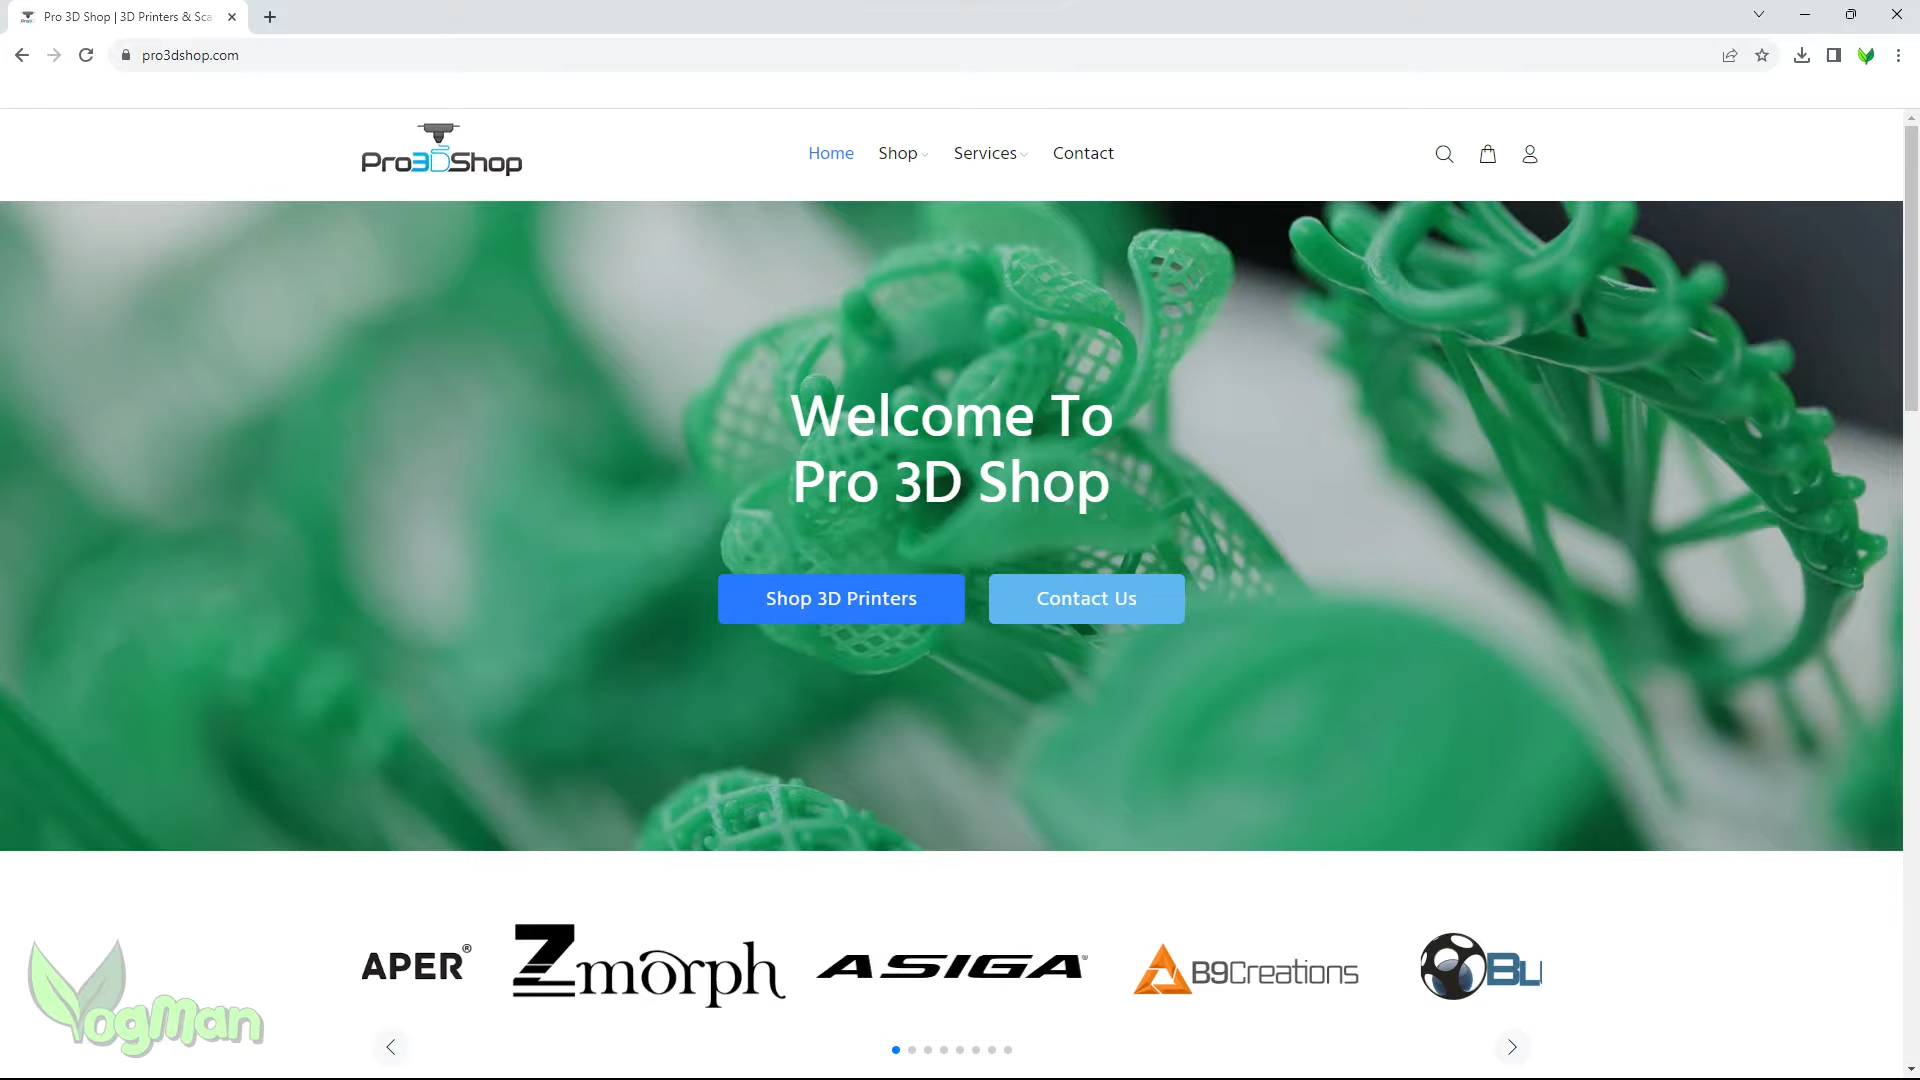 Pro 3D Shop | 3D Printers & Sca
pro3dshop.com
Pro3DShop
Home
Shop
Services
Contact
Welcome To
Pro 3D Shop
Shop 3D Printers
Contact Us
APER®
Zmorph
ASIGA®
B9Creations
BL
YogMan